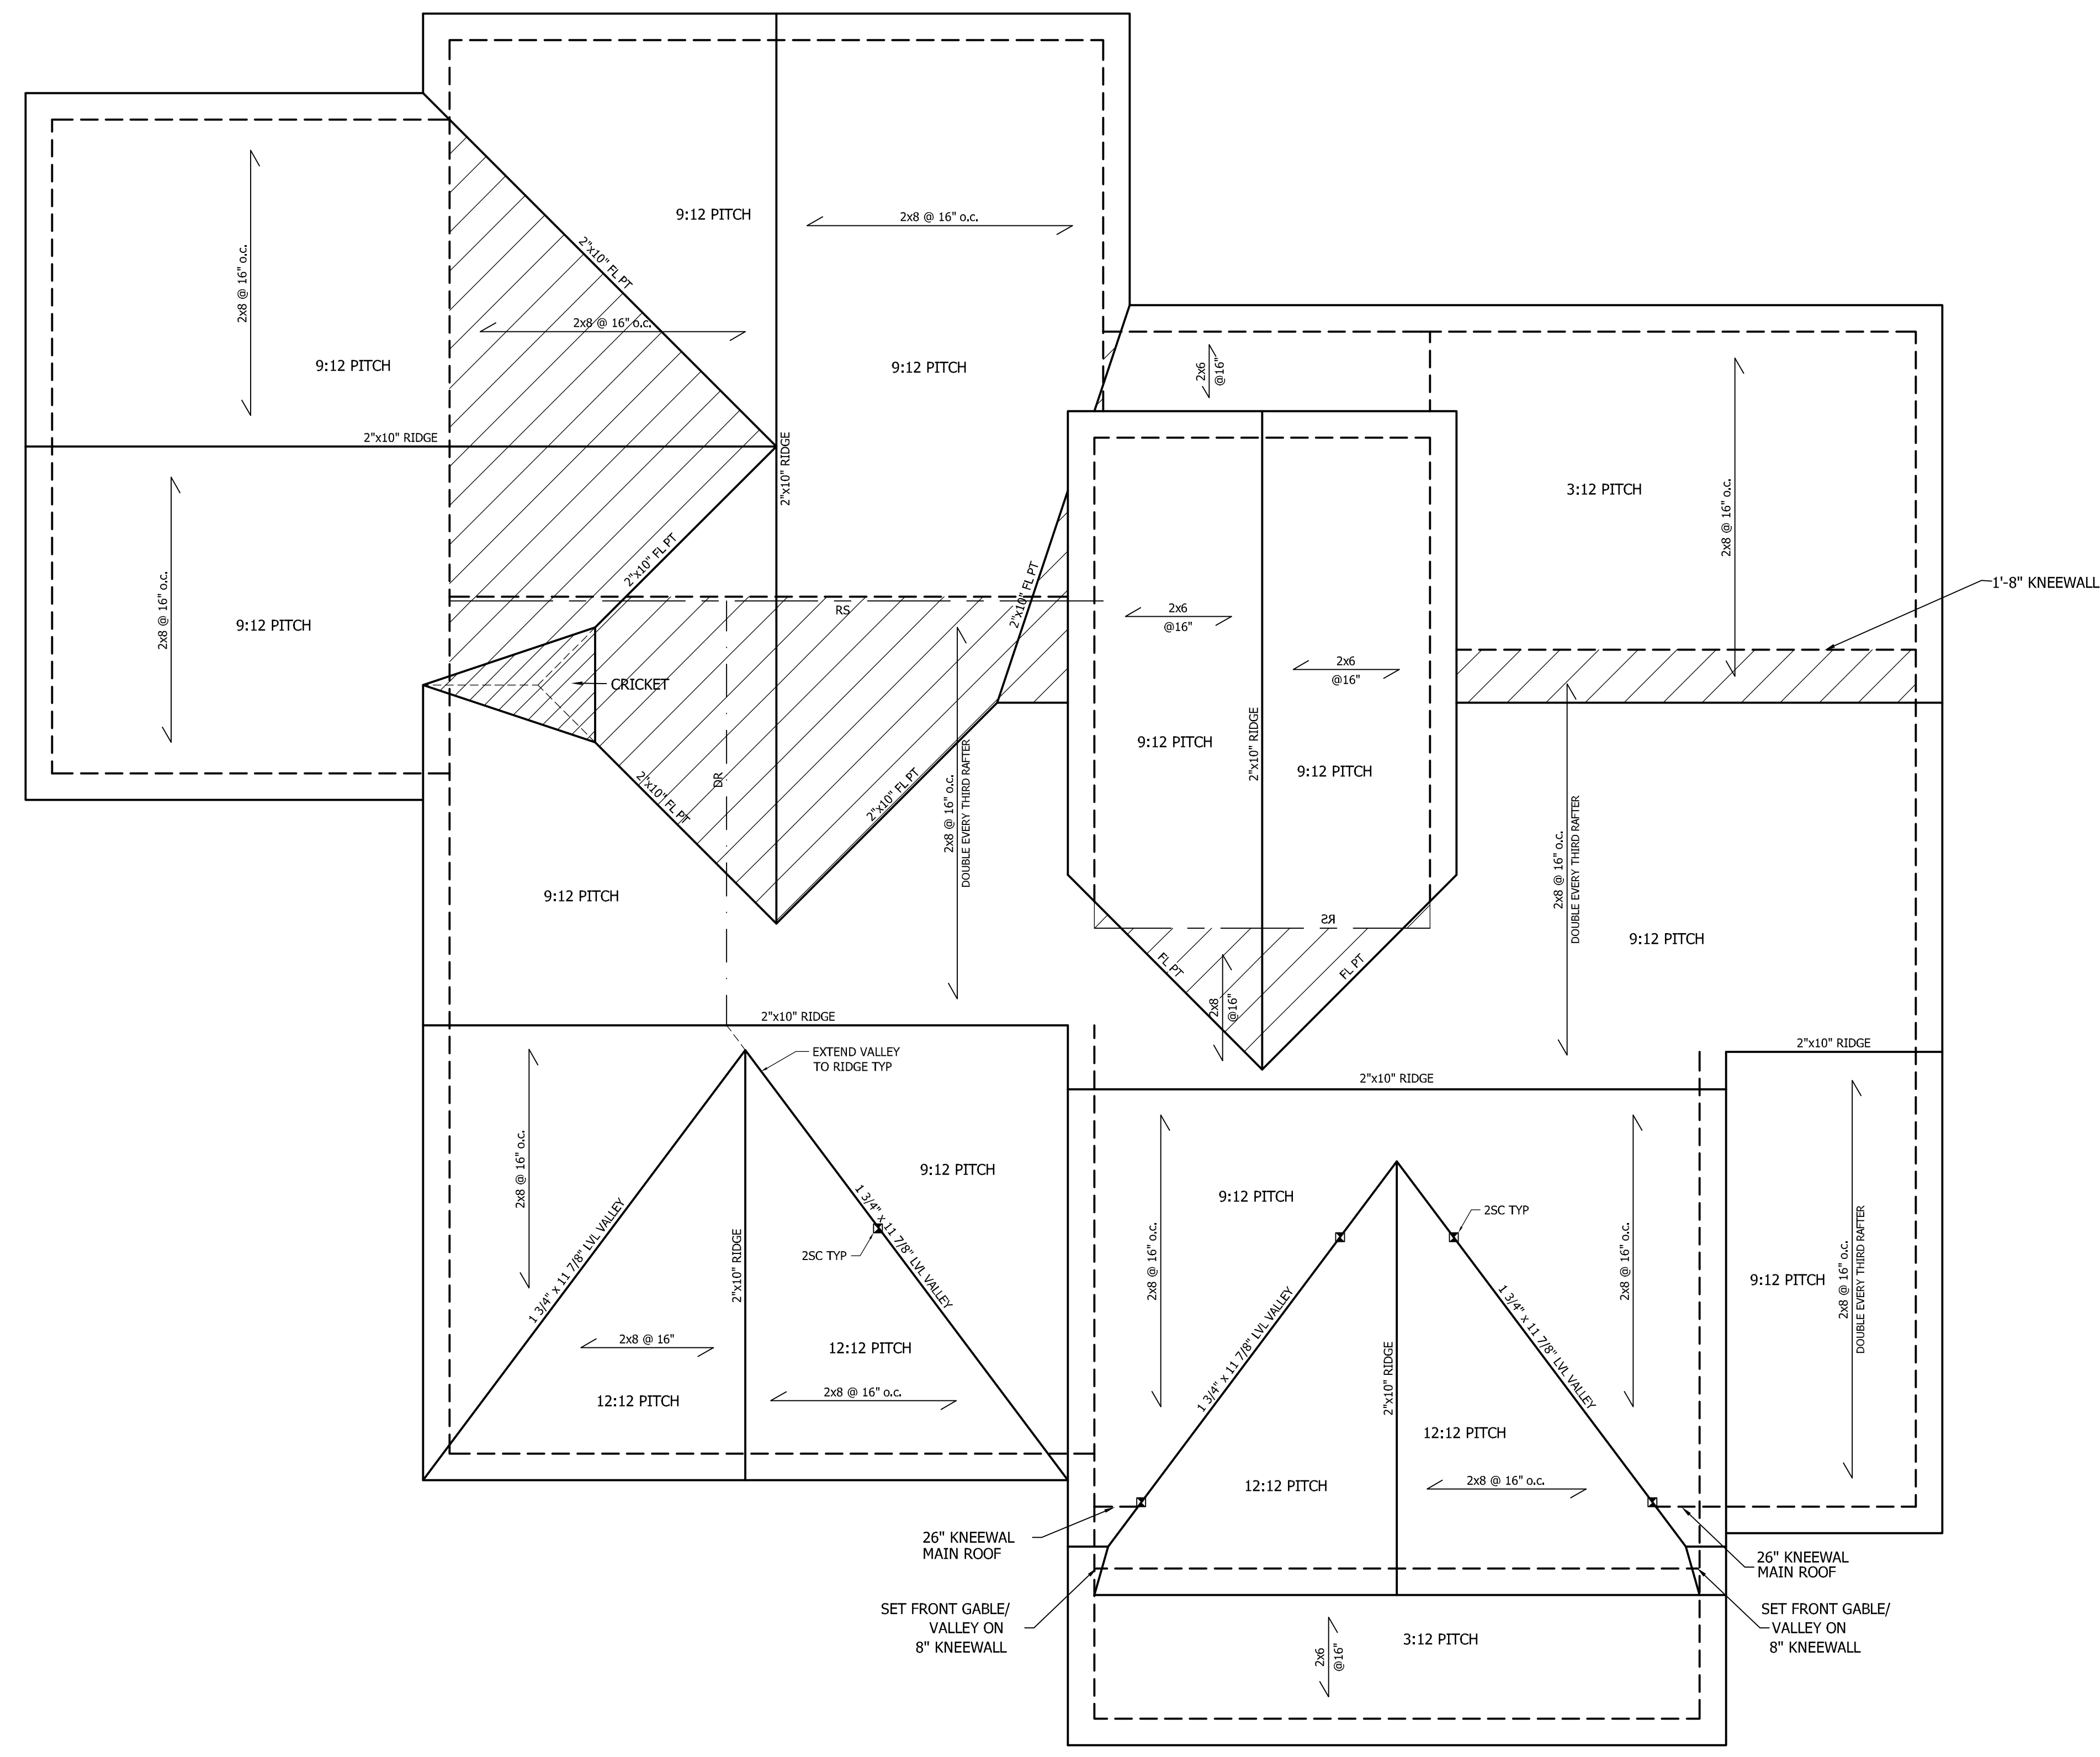 9:12 PITCH
2x8 @ 16" o.c.
2x8 @ 16" o.c.
2"x10" FL PT
2x8 @ 16" o.c.
9:12 PITCH
9:12 PITCH
2x6
@16"
2"x10" RIDGE
2"x10" RIDGE
3:12 PITCH
2x8 @ 16" o.c.
2x8 @ 16" o.c.
9:12 PITCH
2"x10" FL PT
2"x10" FL PT
RS
2x6
@16"
2x6
@16"
1'-8" KNEEWALL
CRICKET
9:12 PITCH
2"x10" RIDGE
9:12 PITCH
DR
2"x10" FL PT
2"x10" FL PT
2x8 @ 16" o.c.
DOUBLE EVERY THIRD RAFTER
2x8 @ 16" o.c.
DOUBLE EVERY THIRD RAFTER
9:12 PITCH
RS
9:12 PITCH
FL PT
FL PT
2x8
@16"
2"x10" RIDGE
2"x10" RIDGE
2"x10" RIDGE
EXTEND VALLEY
TO RIDGE TYP
2x8 @ 16" o.c.
9:12 PITCH
9:12 PITCH
2SC TYP
1 3/4" x 11 7/8" LVL VALLEY
2"x10" RIDGE
1 3/4" x 11 7/8" LVL VALLEY
2SC TYP
2x8 @ 16" o.c.
2x8 @ 16" o.c.
9:12 PITCH
2x8 @ 16" o.c.
DOUBLE EVERY THIRD RAFTER
2x8 @ 16"
12:12 PITCH
2x8 @ 16" o.c.
12:12 PITCH
1 3/4" x 11 7/8" LVL VALLEY
2"x10" RIDGE
1 3/4" x 11 7/8" LVL VALLEY
12:12 PITCH
12:12 PITCH
2x8 @ 16" o.c.
26" KNEEWAL
MAIN ROOF
26" KNEEWAL
MAIN ROOF
SET FRONT GABLE/
VALLEY ON
8" KNEEWALL
2x6
@16"
3:12 PITCH
SET FRONT GABLE/
VALLEY ON
8" KNEEWALL